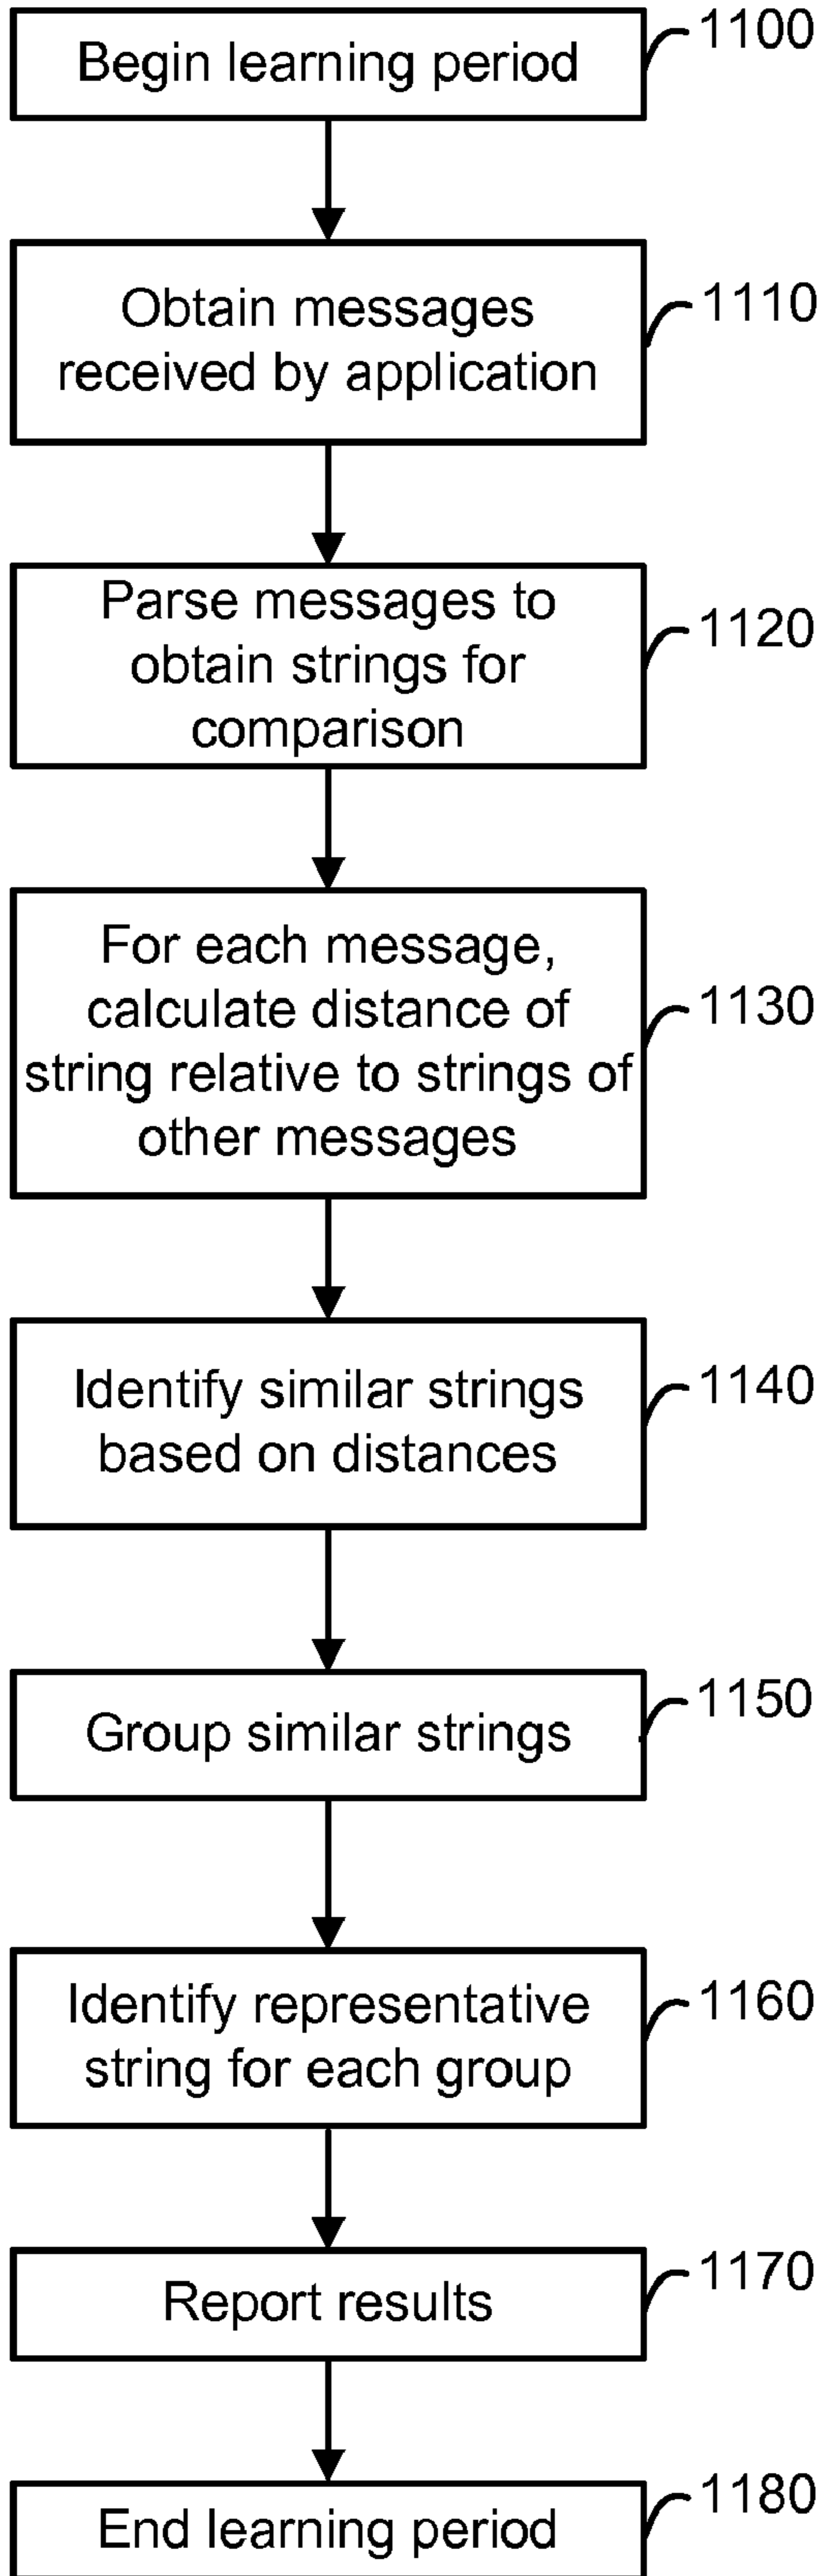 Begin learning period
1100
Obtain messages
received by application
1110
Parse messages to
obtain strings for
comparison
1120
For each message,
calculate distance of
string relative to strings of
other messages
1130
Identify similar strings
based on distances
1140
Group similar strings
1150
Identify representative
string for each group
1160
Report results
1170
End learning period
1180